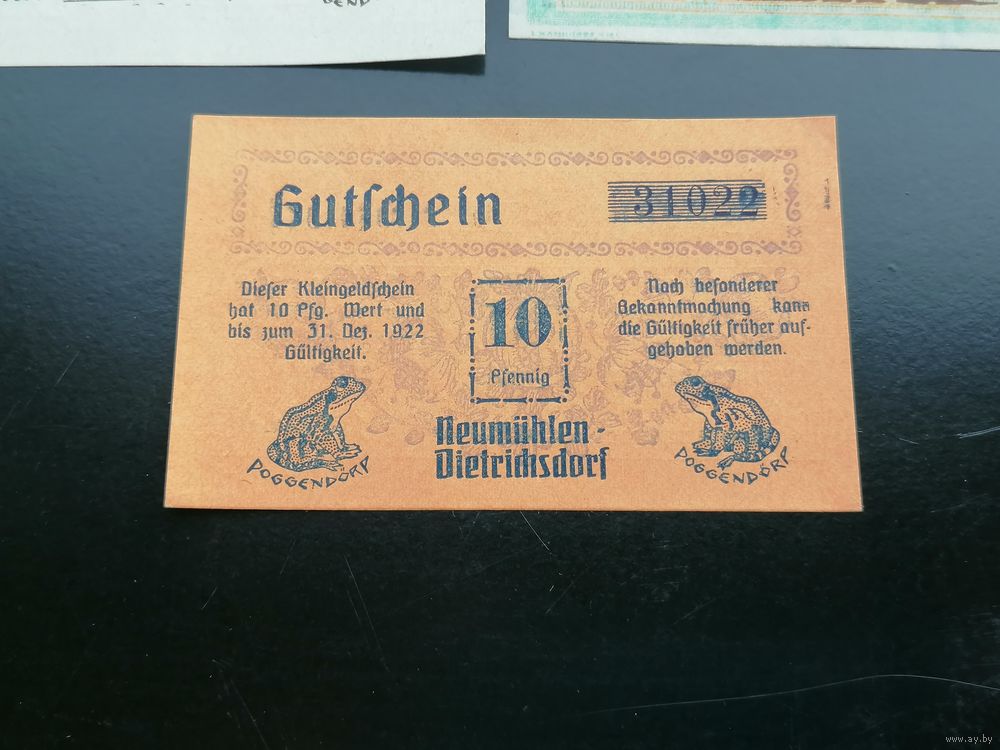 END
Gutschein
31022
Dieser Kleingeldschein
hat 10 Pfg. Wert und
bis zum 31. Dez. 1922
Gültigkeit.
10
Pfennig
Nach besonderer
Bekanntmachung kann
die Gültigkeit früher auf-
gehoben werden.
POGGENDÖRP
Neumühlen-
Dietrichsdorf
POGGENDÖRP
www.ay.by